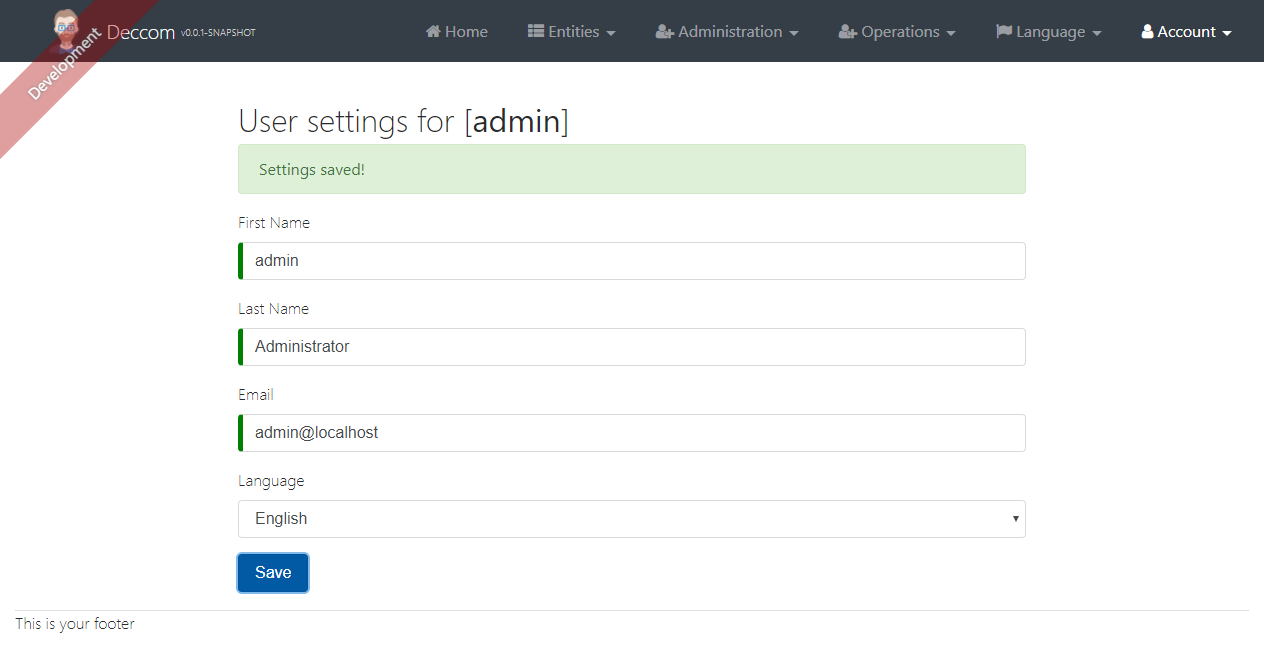 Deccom v0.0.1-SNAPSHOT Home Entities Administration Operations Language Account
Development
User settings for [admin]
Settings saved!
First Name
admin
Last Name
Administrator
Email
admin@localhost
Language
English
Save
This is your footer